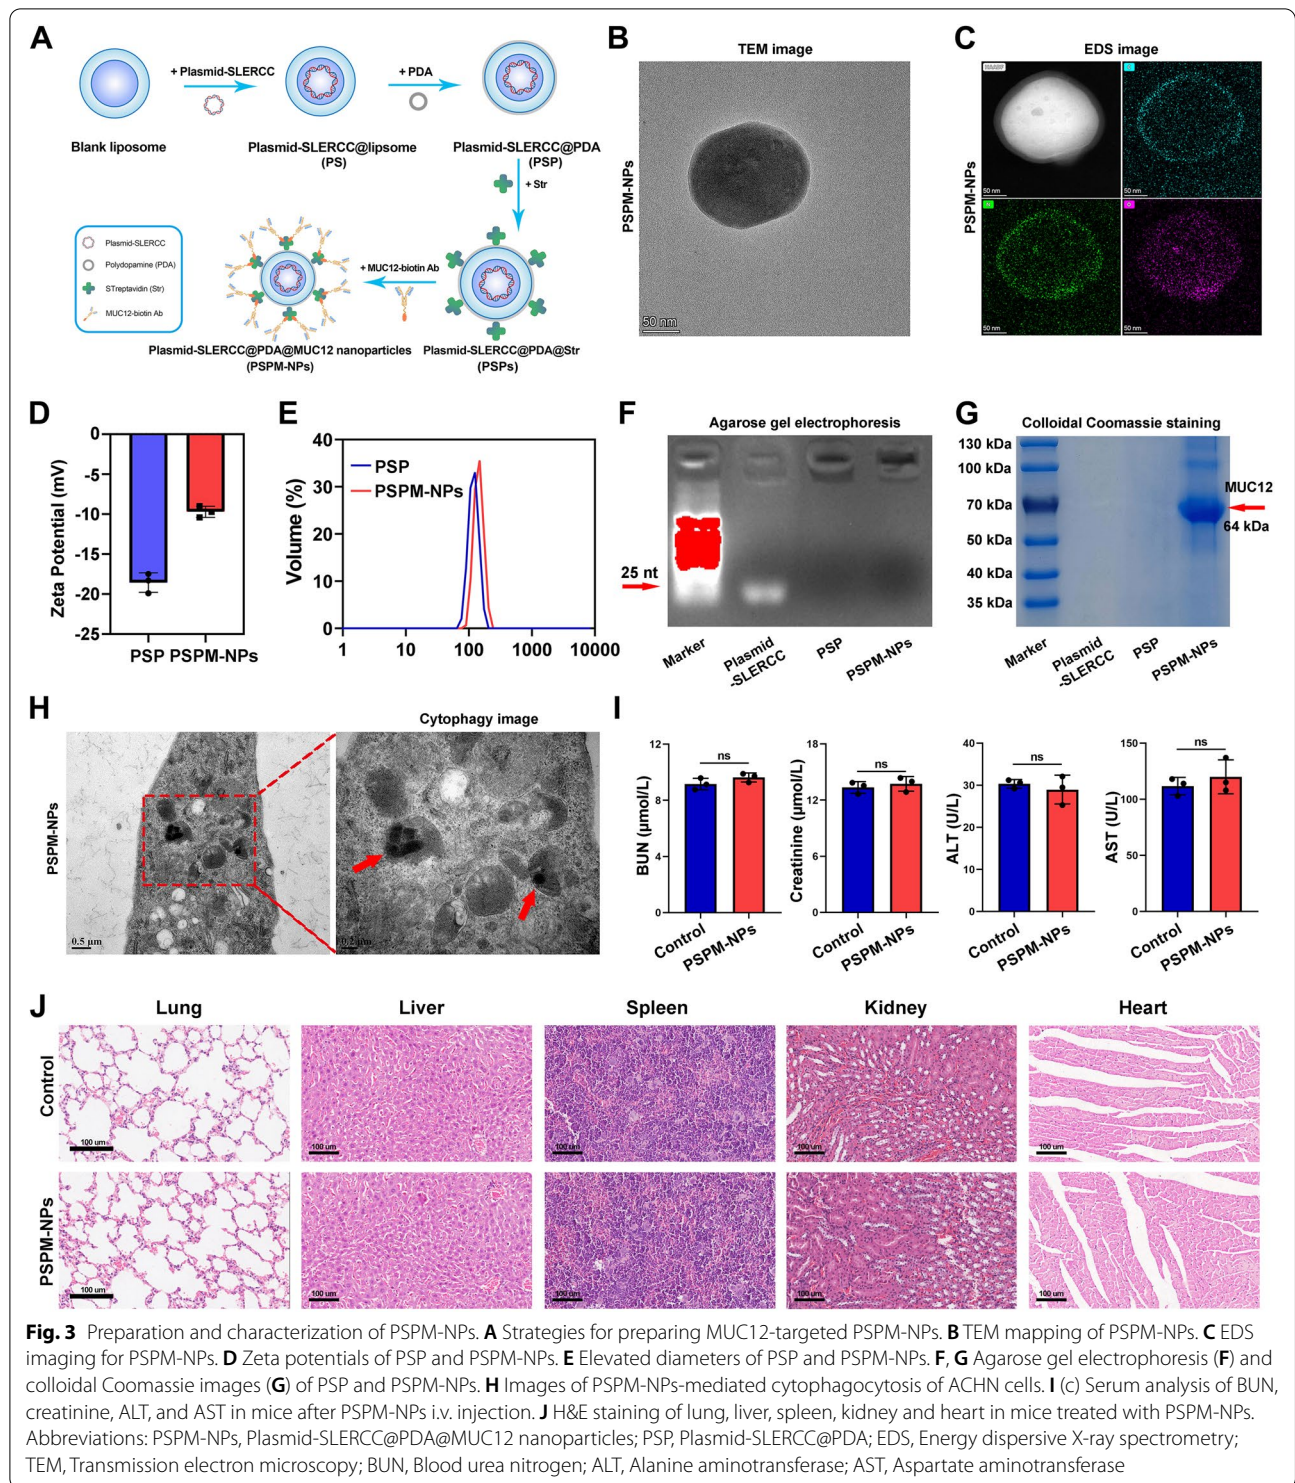 A
+ Plasmid-SLERCC
+ PDA
Blank liposome
Plasmid-SLERCC@lipsome
(PS)
Plasmid-SLERCC@PDA
(PSP)
+ Str
Plasmid-SLERCC
Polydopamine (PDA)
STreptavidin (Str)
MUC12-biotin Ab
+ MUC12-biotin Ab
Plasmid-SLERCC@PDA@MUC12 nanoparticles
(PSPM-NPs)
Plasmid-SLERCC@PDA@Str
(PSPs)
B
TEM image
PSPM-NPs
50 nm
C
EDS image
PSPM-NPs
50 nm
50 nm
50 nm
50 nm
D
Zeta Potential (mV)
0
-5
-10
-15
-20
-25
PSP
PSPM-NPs
E
Volume (%)
40
30
20
10
0
PSP
PSPM-NPs
1
10
100
1000
10000
F
Agarose gel electrophoresis
25 nt
Marker
Plasmid
-SLERCC
PSP
PSPM-NPs
G
Colloidal Coomassie staining
130 kDa
100 kDa
70 kDa
50 kDa
40 kDa
35 kDa
MUC12
64 kDa
Marker
Plasmid
-SLERCC
PSP
PSPM-NPs
H
Cytophagy image
PSPM-NPs
0.5 μm
0.2 μm
I
BUN (μmol/L)
12
9
6
3
0
ns
Control
PSPM-NPs
Creatinine (μmol/L)
18
12
6
0
ns
Control
PSPM-NPs
ALT (U/L)
40
30
20
10
0
ns
Control
PSPM-NPs
AST (U/L)
150
100
50
0
ns
Control
PSPM-NPs
J
Lung
Liver
Spleen
Kidney
Heart
Control
100 um
100 um
100 um
100 um
100 um
PSPM-NPs
100 um
100 um
100 um
100 um
100 um
Fig. 3 Preparation and characterization of PSPM-NPs. A Strategies for preparing MUC12-targeted PSPM-NPs. B TEM mapping of PSPM-NPs. C EDS
imaging for PSPM-NPs. D Zeta potentials of PSP and PSPM-NPs. E Elevated diameters of PSP and PSPM-NPs. F, G Agarose gel electrophoresis (F) and
colloidal Coomassie images (G) of PSP and PSPM-NPs. H Images of PSPM-NPs-mediated cytophagocytosis of ACHN cells. I (c) Serum analysis of BUN,
creatinine, ALT, and AST in mice after PSPM-NPs i.v. injection. J H&E staining of lung, liver, spleen, kidney and heart in mice treated with PSPM-NPs.
Abbreviations: PSPM-NPs, Plasmid-SLERCC@PDA@MUC12 nanoparticles; PSP, Plasmid-SLERCC@PDA; EDS, Energy dispersive X-ray spectrometry;
TEM, Transmission electron microscopy; BUN, Blood urea nitrogen; ALT, Alanine aminotransferase; AST, Aspartate aminotransferase